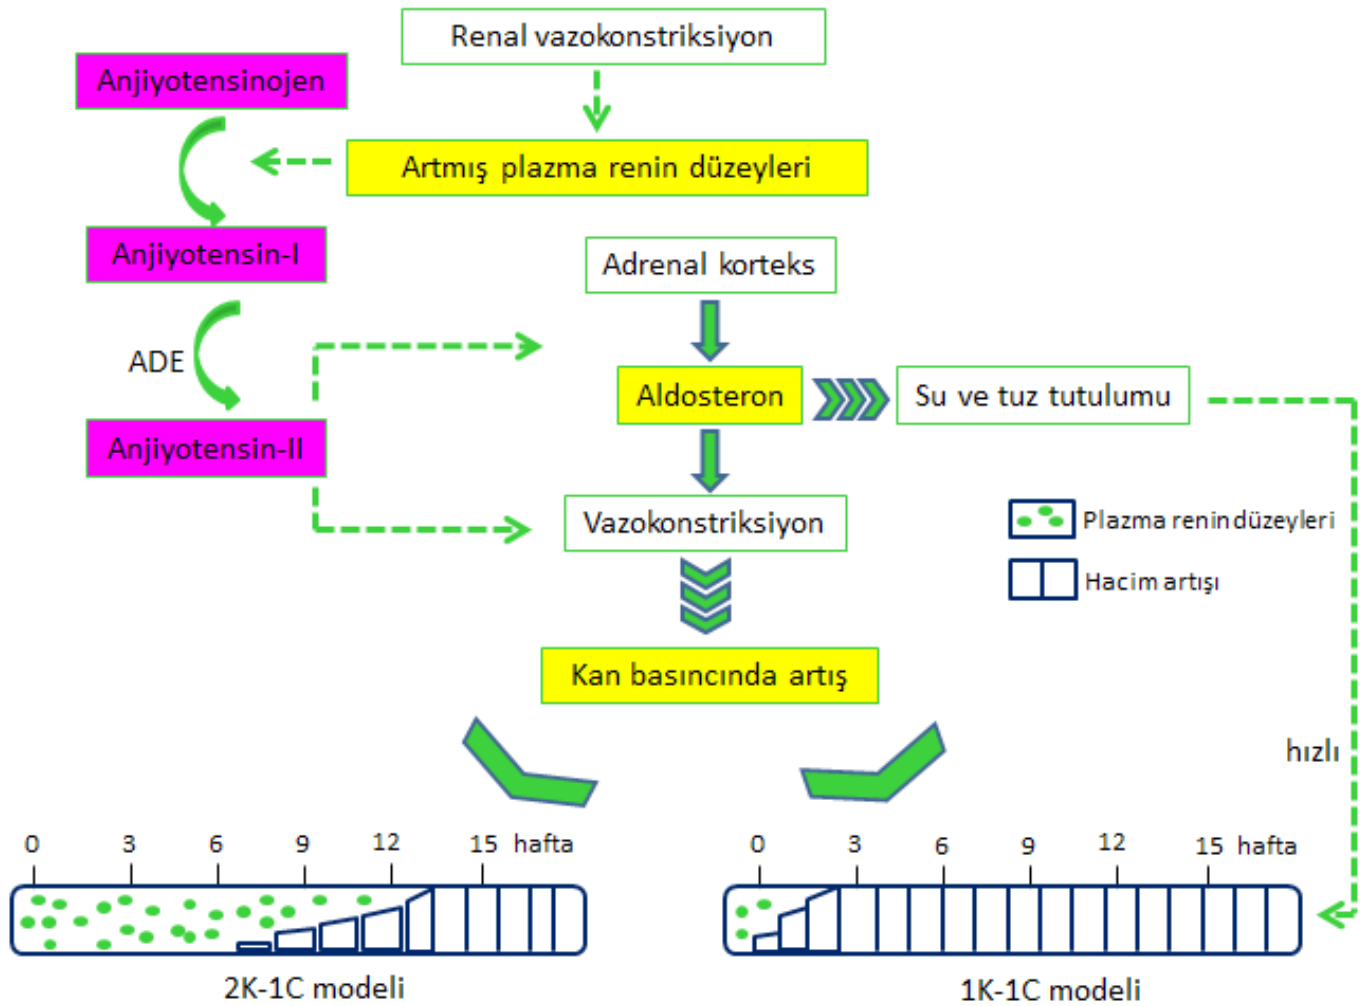 Renal vazokonstriksiyon
Anjiyotensinojen
Artmış plazma renin düzeyleri
Anjiyotensin-I
Adrenal korteks
ADE
Aldosteron
Su ve tuz tutulumu
Anjiyotensin-II
Vazokonstriksiyon
Plazma renin düzeyleri
Hacim artışı
Kan basıncında artış
hızlı
0 3 6 9 12 15 hafta
0 3 6 9 12 15 hafta
2K-1C modeli
1K-1C modeli